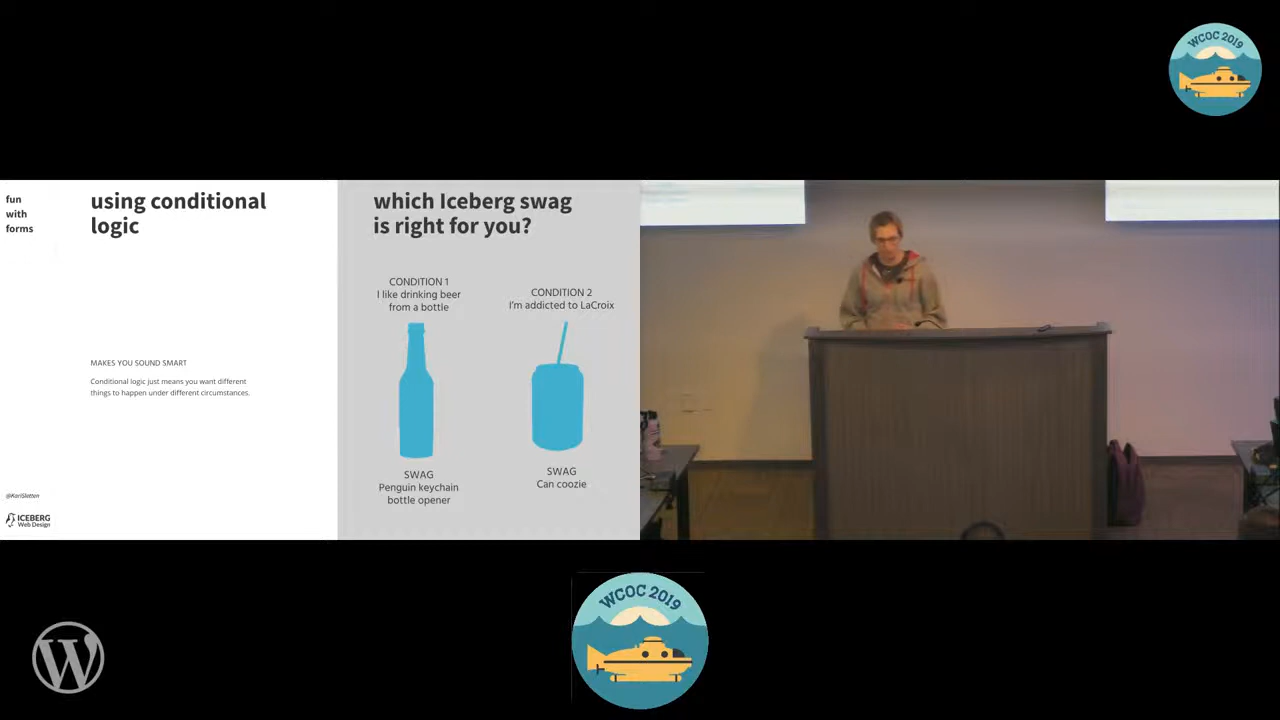 WCOC 2019
fun
with
forms
using conditional
logic
MAKES YOU SOUND SMART
Conditional logic just means you want different
things to happen under different circumstances.
@KariSletten
ICEBERG
Web Design
which Iceberg swag
is right for you?
CONDITION 1
I like drinking beer
from a bottle
SWAG
Penguin keychain
bottle opener
CONDITION 2
I'm addicted to LaCroix
SWAG
Can coozie
WCOC 2019